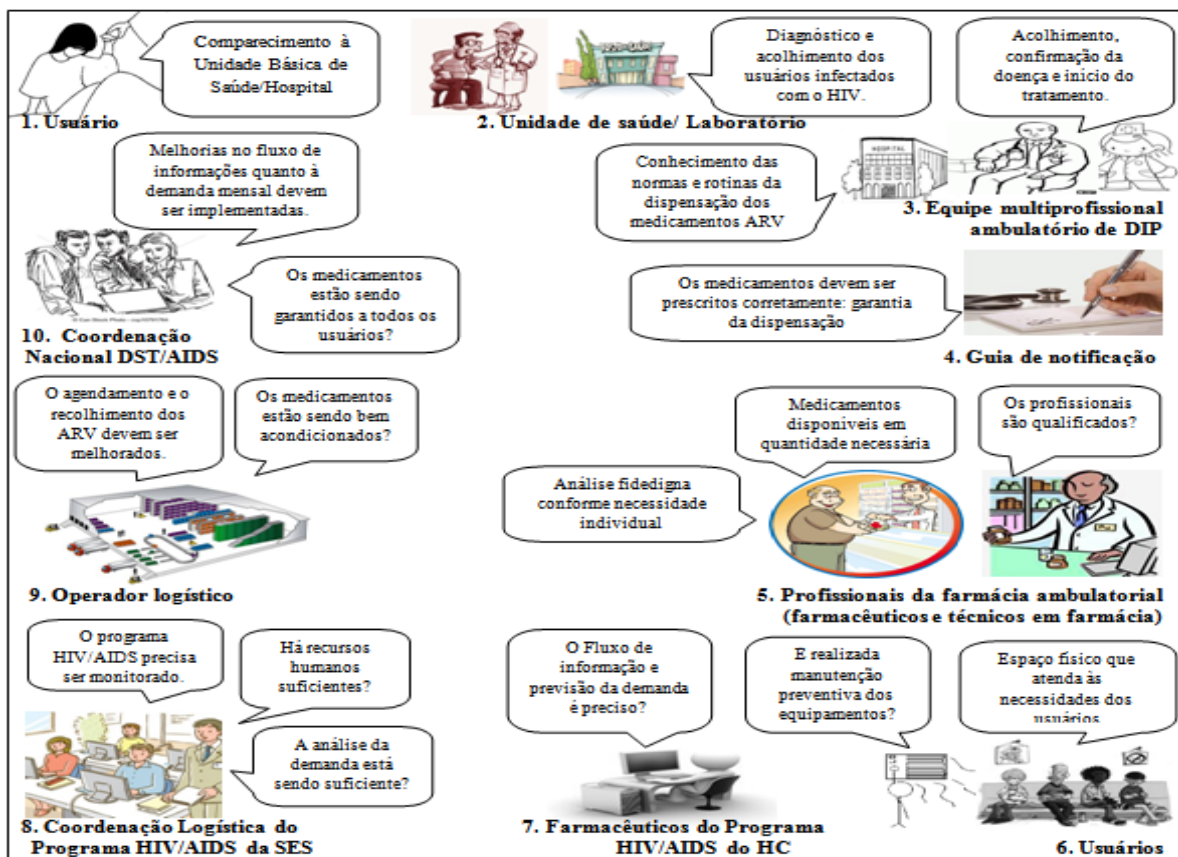 Comparecimento à
Unidade Básica de
Saúde/Hospital
1. Usuário
Diagnóstico e
acolhimento dos
usuários infectados
com o HIV.
2. Unidade de saúde/ Laboratório
Acolhimento,
confirmação da
doença e início do
tratamento.
Conhecimento das
normas e rotinas da
dispensação dos
medicamentos ARV
HOSPITAL
3. Equipe multiprofissional
ambulatório de DIP
Melhorias no fluxo de
informações quanto à
demanda mensal devem
ser implementadas.
Os medicamentos
estão sendo
garantidos a todos os
usuários?
10. Coordenação
Nacional DST/AIDS
Os medicamentos devem ser
prescritos corretamente: garantia
da dispensação
4. Guia de notificação
O agendamento e o
recolhimento dos
ARV devem ser
melhorados.
Os medicamentos
estão sendo bem
acondicionados?
9. Operador logístico
Medicamentos
disponíveis em
quantidade necessária
Os profissionais
são qualificados?
Análise fidedigna
conforme necessidade
individual
5. Profissionais da farmácia ambulatorial
(farmacêuticos e técnicos em farmácia)
O programa
HIV/AIDS precisa
ser monitorado.
Há recursos
humanos
suficientes?
A análise da
demanda está
sendo suficiente?
8. Coordenação Logística do
Programa HIV/AIDS da SES
O Fluxo de
informação e
previsão da demanda
é preciso?
7. Farmacêuticos do Programa
HIV/AIDS do HC
E realizada
manutenção
preventiva dos
equipamentos?
Espaço físico que
atenda às
necessidades dos
usuários
6. Usuários